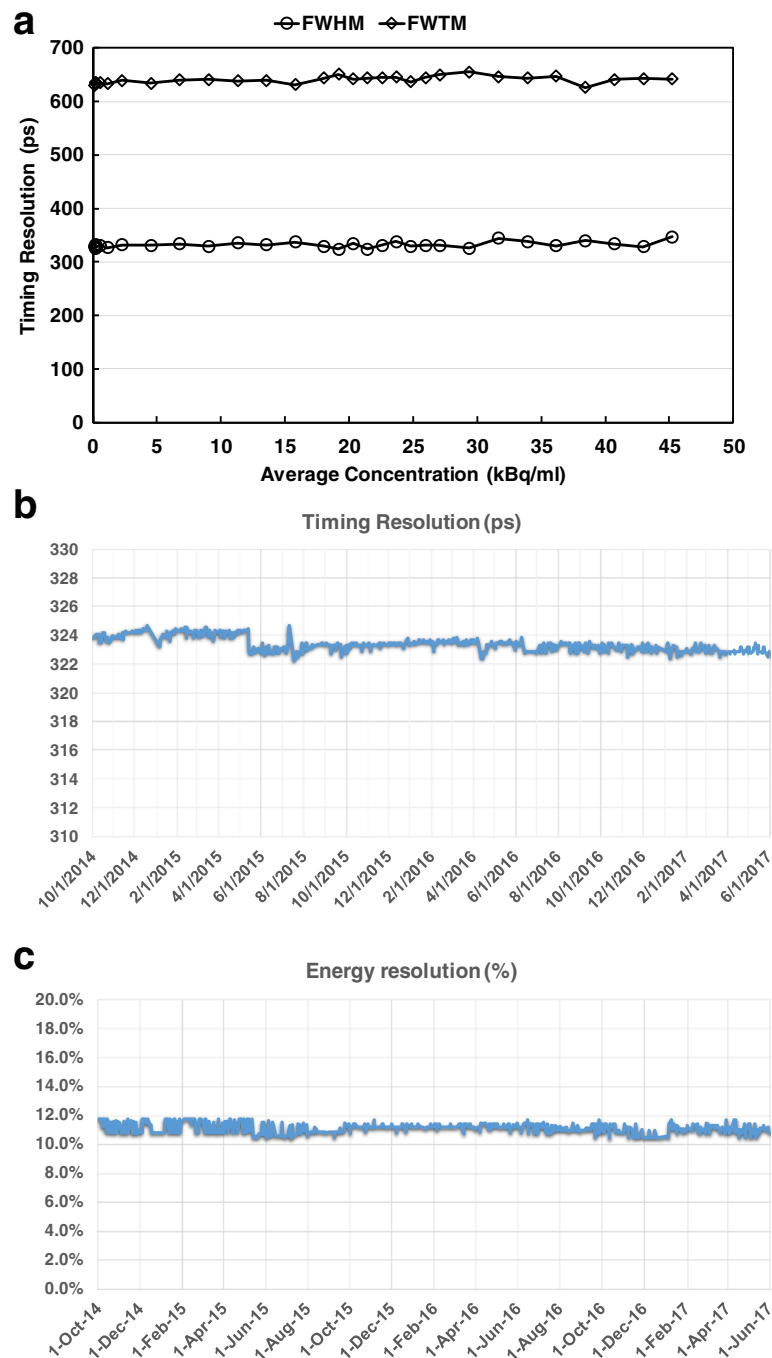 a
FWHM FWTM
700
600
500
400
300
200
100
0
Timing Resolution (ps)
0 5 10 15 20 25 30 35 40 45 50
Average Concentration (kBq/ml)
b
Timing Resolution (ps)
330
328
326
324
322
320
318
316
314
312
310
10/1/2014 12/1/2014 2/1/2015 4/1/2015 6/1/2015 8/1/2015 10/1/2015 12/1/2015 2/1/2016 4/1/2016 6/1/2016 8/1/2016 10/1/2016 12/1/2016 2/1/2017 4/1/2017 6/1/2017
c
Energy resolution (%)
20.0%
18.0%
16.0%
14.0%
12.0%
10.0%
8.0%
6.0%
4.0%
2.0%
0.0%
1-Oct-14 1-Dec-14 1-Feb-15 1-Apr-15 1-Jun-15 1-Aug-15 1-Oct-15 1-Dec-15 1-Feb-16 1-Apr-16 1-Jun-16 1-Aug-16 1-Oct-16 1-Dec-16 1-Feb-17 1-Apr-17 1-Jun-17